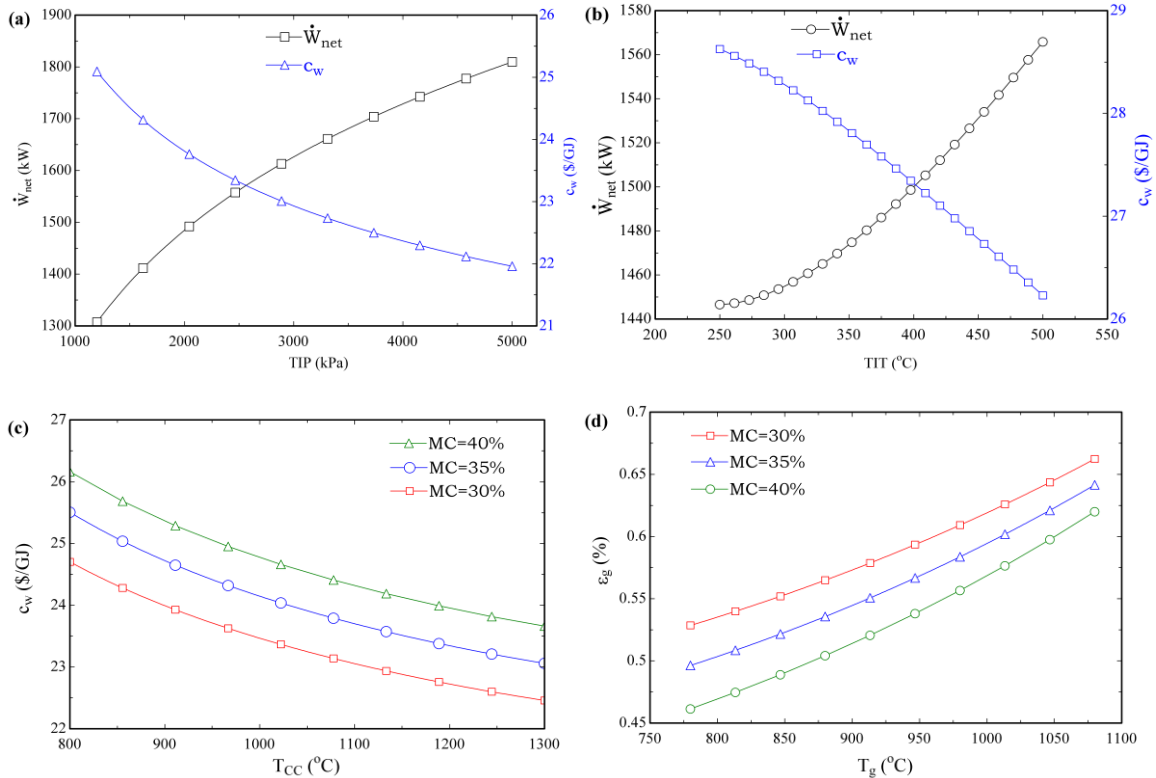 (a)
1900
1800
1700
1600
1500
1400
1300
Ẇnet (kW)
Ẇnet
cw
26
25
24
23
22
21
cw ($/GJ)
1000 2000 3000 4000 5000
TIP (kPa)
(b)
1580
1560
1540
1520
1500
1480
1460
1440
Ẇnet (kW)
Ẇnet
cw
29
28
27
26
cw ($/GJ)
200 250 300 350 400 450 500 550
TIT (°C)
(c)
27
26
25
24
23
22
cw ($/GJ)
MC=40%
MC=35%
MC=30%
800 900 1000 1100 1200 1300
TCC (°C)
(d)
0.7
0.65
0.6
0.55
0.5
0.45
εg (%)
MC=30%
MC=35%
MC=40%
750 800 850 900 950 1000 1050 1100
Tg (°C)